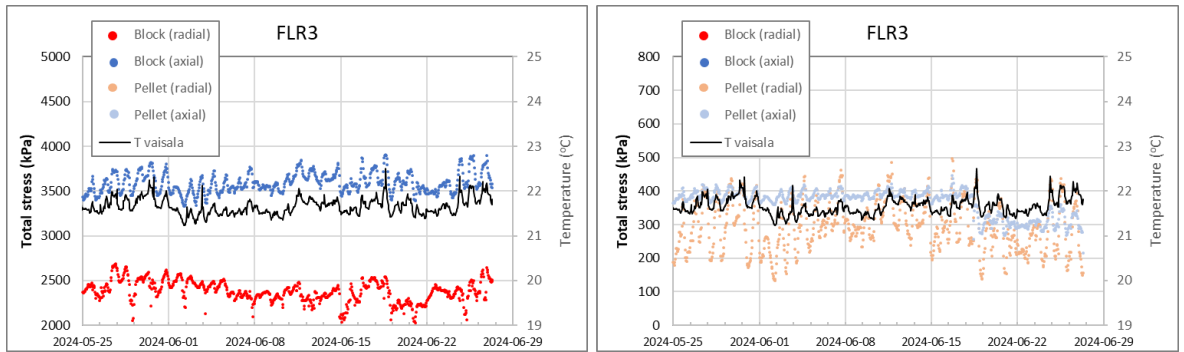 FLR3
Block (radial)
Block (axial)
Pellet (radial)
Pellet (axial)
T vaisala
Total stress (kPa)
5000
4500
4000
3500
3000
2500
2000
25
24
23
22
21
20
19
Temperature (°C)
2024-05-25
2024-06-01
2024-06-08
2024-06-15
2024-06-22
2024-06-29
FLR3
Block (radial)
Block (axial)
Pellet (radial)
Pellet (axial)
T vaisala
Total stress (kPa)
800
700
600
500
400
300
200
100
0
25
24
23
22
21
20
19
Temperature (°C)
2024-05-25
2024-06-01
2024-06-08
2024-06-15
2024-06-22
2024-06-29